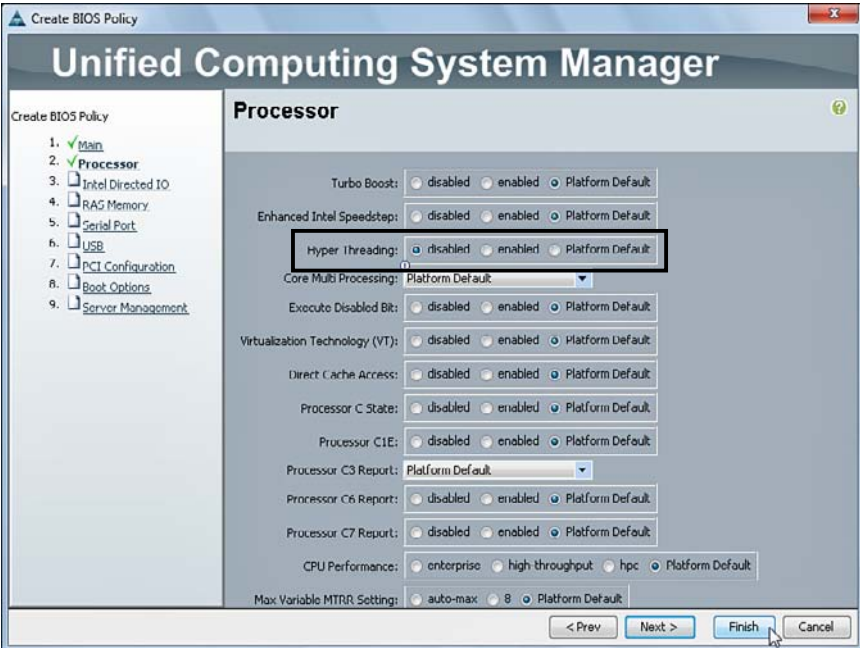 Create BIOS Policy
Unified Computing System Manager
Create BIOS Policy
1. Main
2. Processor
3. Intel Directed IO
4. RAS Memory
5. Serial Port
6. USB
7. PCI Configuration
8. Boot Options
9. Server Management
Processor
Turbo Boost: disabled enabled Platform Default
Enhanced Intel Speedstep: disabled enabled Platform Default
Hyper Threading: disabled enabled Platform Default
Core Multi Processing: Platform Default
Execute Disabled Bit: disabled enabled Platform Default
Virtualization Technology (VT): disabled enabled Platform Default
Direct Cache Access: disabled enabled Platform Default
Processor C State: disabled enabled Platform Default
Processor C1E: disabled enabled Platform Default
Processor C3 Report: Platform Default
Processor C6 Report: disabled enabled Platform Default
Processor C7 Report: disabled enabled Platform Default
CPU Performance: enterprise high-throughput hpc Platform Default
Max Variable MTRR Setting: auto-max 8 Platform Default
< Prev Next > Finish Cancel